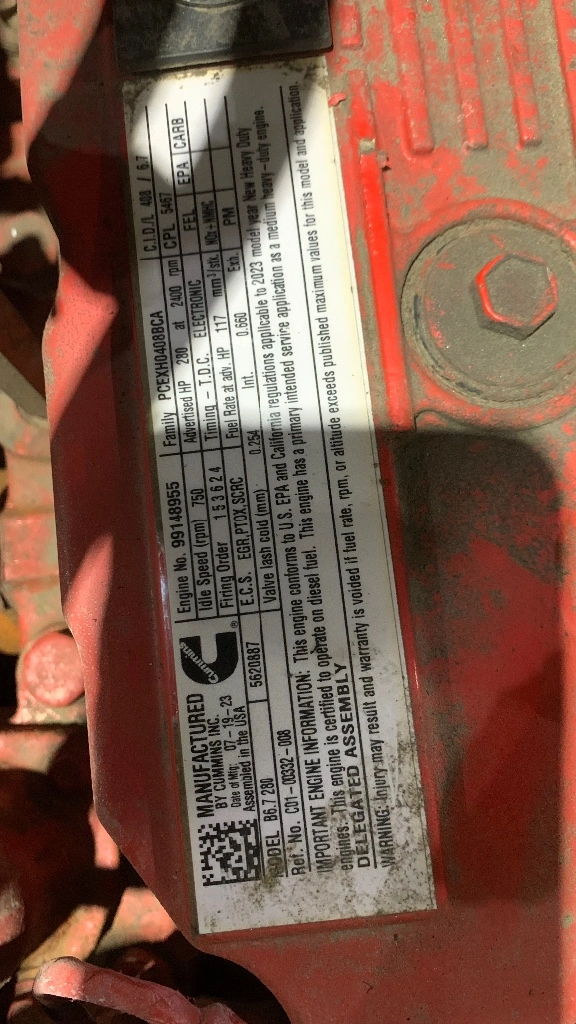 MANUFACTURED
BY CUMMINS INC.
Date of Mfg: 07-19-23
Assembled in the USA
5620887
MODEL B6.7 280
Cummins ®
Engine No. 99148955
Idle Speed (rpm) 750
Firing Order 1 5 3 6 2 4
E.C.S. EGR,PTOX,SCRC
Family PCEXH0408BCA
C.I.D/L 408 / 6.7
Advertised HP 280 at 2400 rpm
CPL 5467
Timing - T.D.C. ELECTRONIC
FEL EPA CARB
Fuel Rate at adv. HP 117 mm³/stk.
NOx+NMHC
Valve lash cold (mm) 0.254 Int. 0.660 Exh.
PM
Ref. No. C01-00332-008
IMPORTANT ENGINE INFORMATION: This engine conforms to U.S. EPA and California regulations applicable to 2023 model year New Heavy Duty
engines. This engine is certified to operate on diesel fuel. This engine has a primary intended service application as a medium heavy-duty engine.
DELEGATED ASSEMBLY
WARNING: Injury may result and warranty is voided if fuel rate, rpm, or altitude exceeds published maximum values for this model and application.